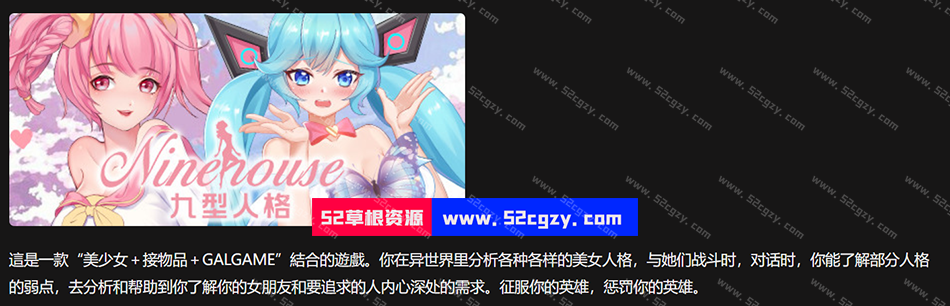 Ninehouse
九型人格
52草根资源 www.52cgzy.com
這是一款“美少女＋接物品＋GALGAME”結合的遊戲。你在异世界里分析各种各样的美女人格，与她们战斗时，对话时，你能了解部分人格
的弱点，去分析和帮助到你了解你的女朋友和要追求的人内心深处的需求。征服你的英雄，惩罚你的英雄。
www.52cgzy.com